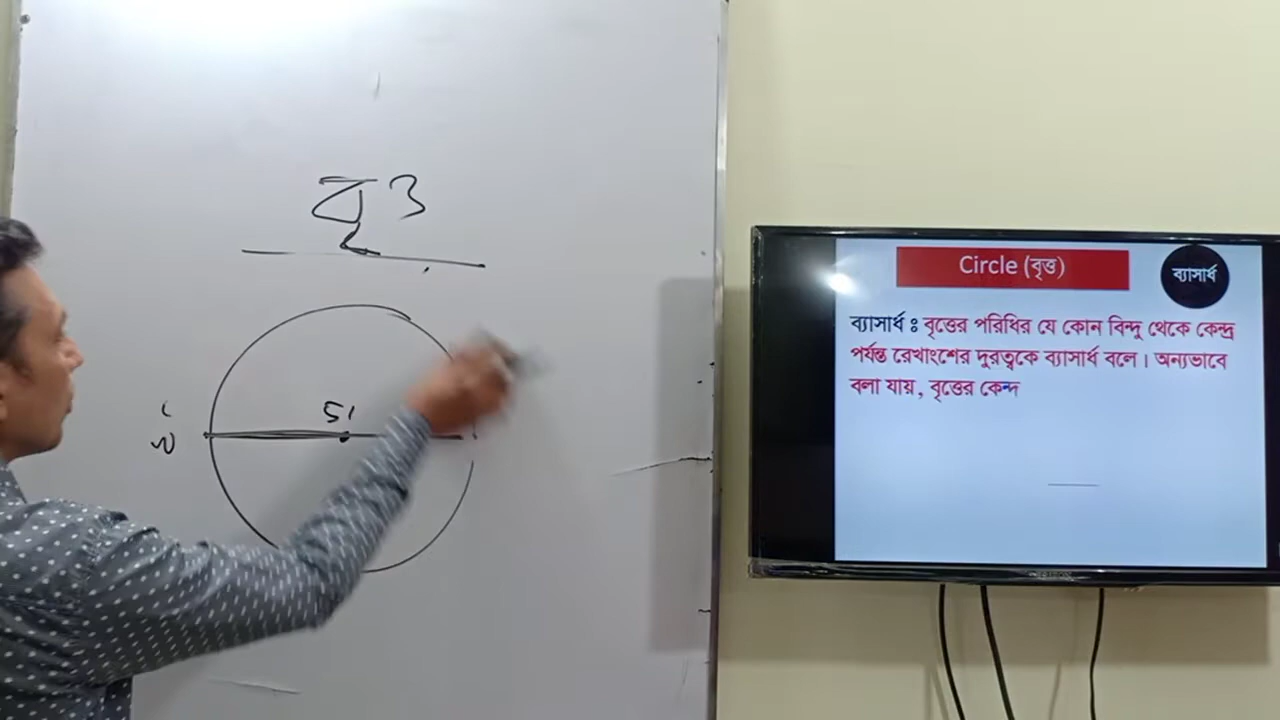 বৃত্ত
Circle (বৃত্ত)
ব্যাসার্ধ
ব্যাসার্ধ ঃ বৃত্তের পরিধির যে কোন বিন্দু থেকে কেন্দ্র
পর্যন্ত রেখাংশের দুরত্বকে ব্যাসার্ধ বলে। অন্যভাবে
বলা যায়, বৃত্তের কেন্দ